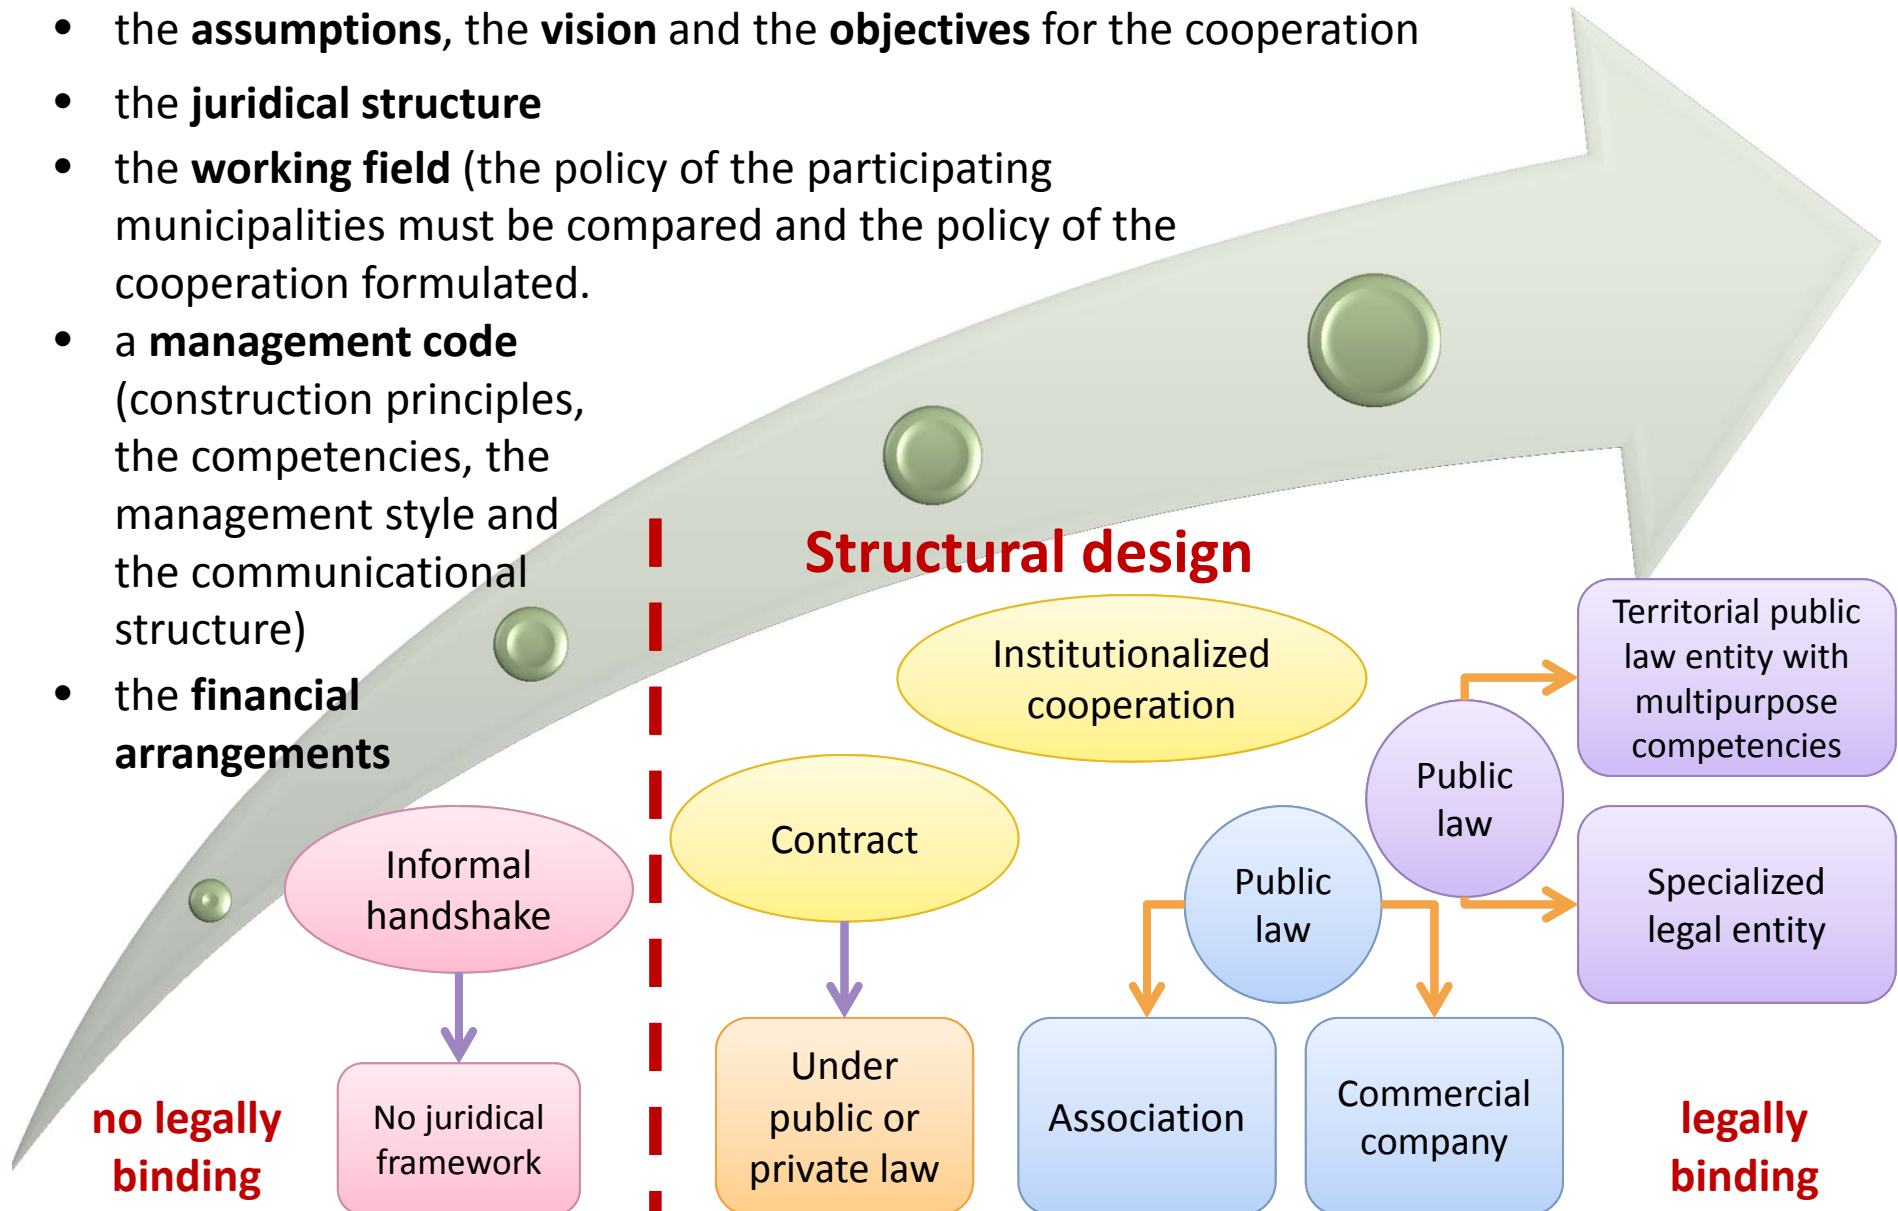 • the assumptions, the vision and the objectives for the cooperation
• the juridical structure
• the working field (the policy of the participating
municipalities must be compared and the policy of the
cooperation formulated.
• a management code
(construction principles,
the competencies, the
management style and
the communicational
structure)
• the financial
arrangements
Structural design
Informal
handshake
No juridical
framework
no legally
binding
Contract
Under
public or
private law
Institutionalized
cooperation
Public
law
Association
Commercial
company
Public
law
Territorial public
law entity with
multipurpose
competencies
Specialized
legal entity
legally
binding